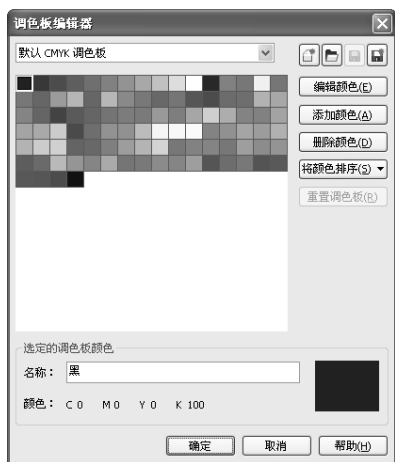 调色板编辑器
默认 CMYK 调色板
编辑颜色(E)
添加颜色(A)
删除颜色(D)
将颜色排序(S)
重置调色板(R)
选定的调色板颜色
名称： 黑
颜色： C 0 M 0 Y 0 K 100
确定 取消 帮助(H)